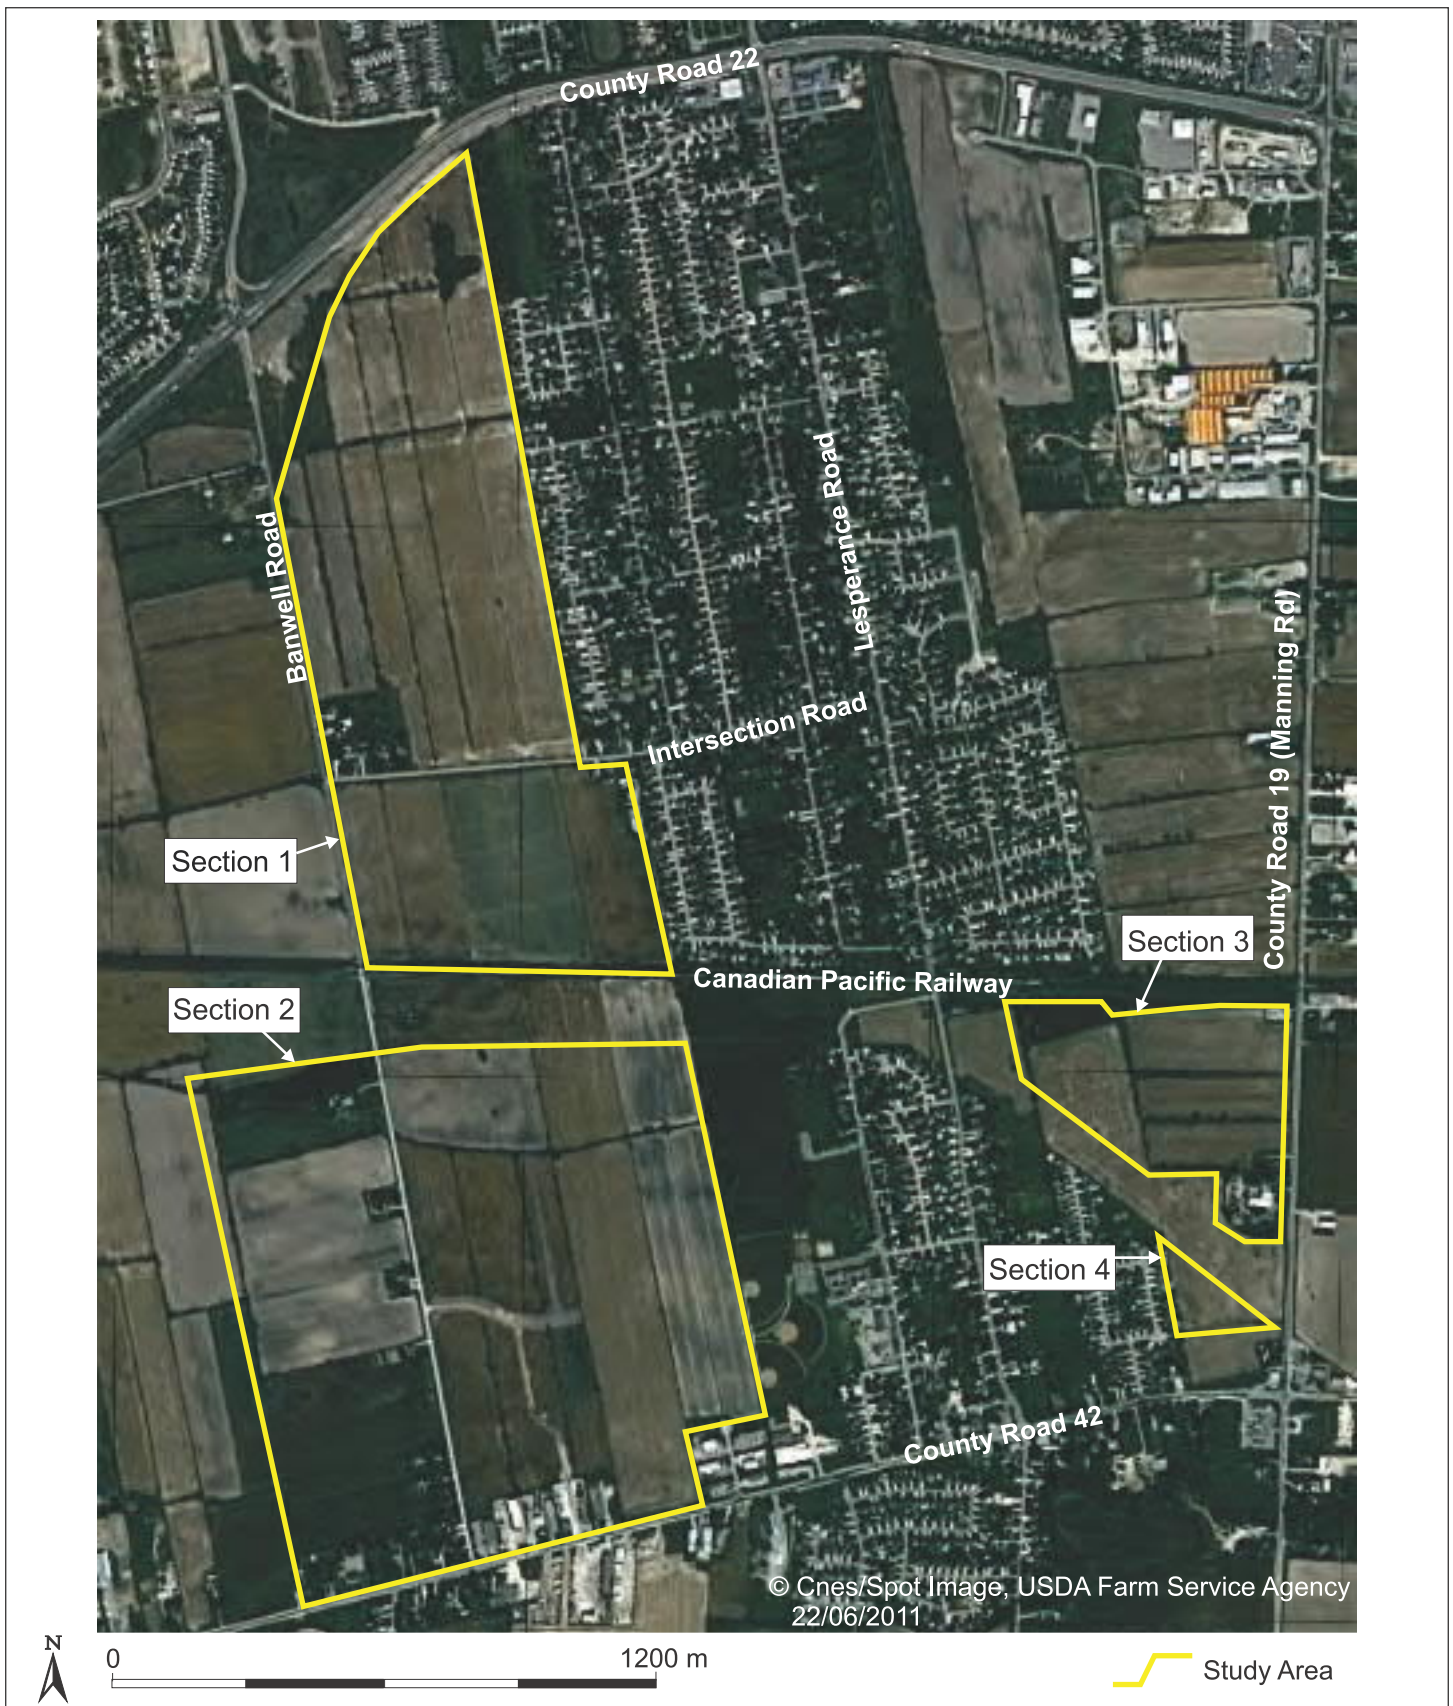 County Road 22
Banwell Road
Lesperance Road
Intersection Road
County Road 19 (Manning Rd)
Section 1
Section 3
Canadian Pacific Railway
Section 2
Section 4
County Road 42
© Cnes/Spot Image, USDA Farm Service Agency
22/06/2011
N
0
1200 m
Study Area